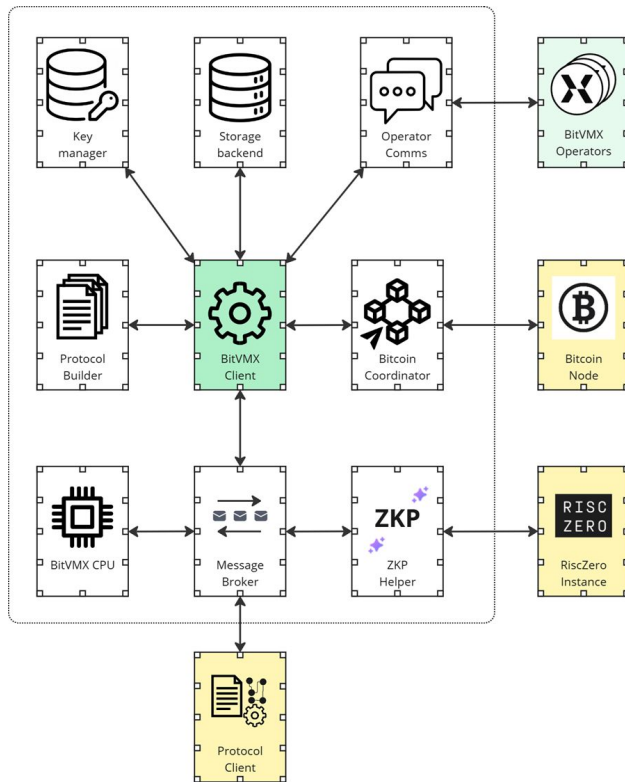 Key
manager
Storage
backend
Operator
Comms
BitVMX
Operators
Protocol
Builder
BitVMX
Client
Bitcoin
Coordinator
Bitcoin
Node
BitVMX CPU
Message
Broker
ZKP
ZKP
Helper
RISC
ZERO
RiscZero
Instance
Protocol
Client